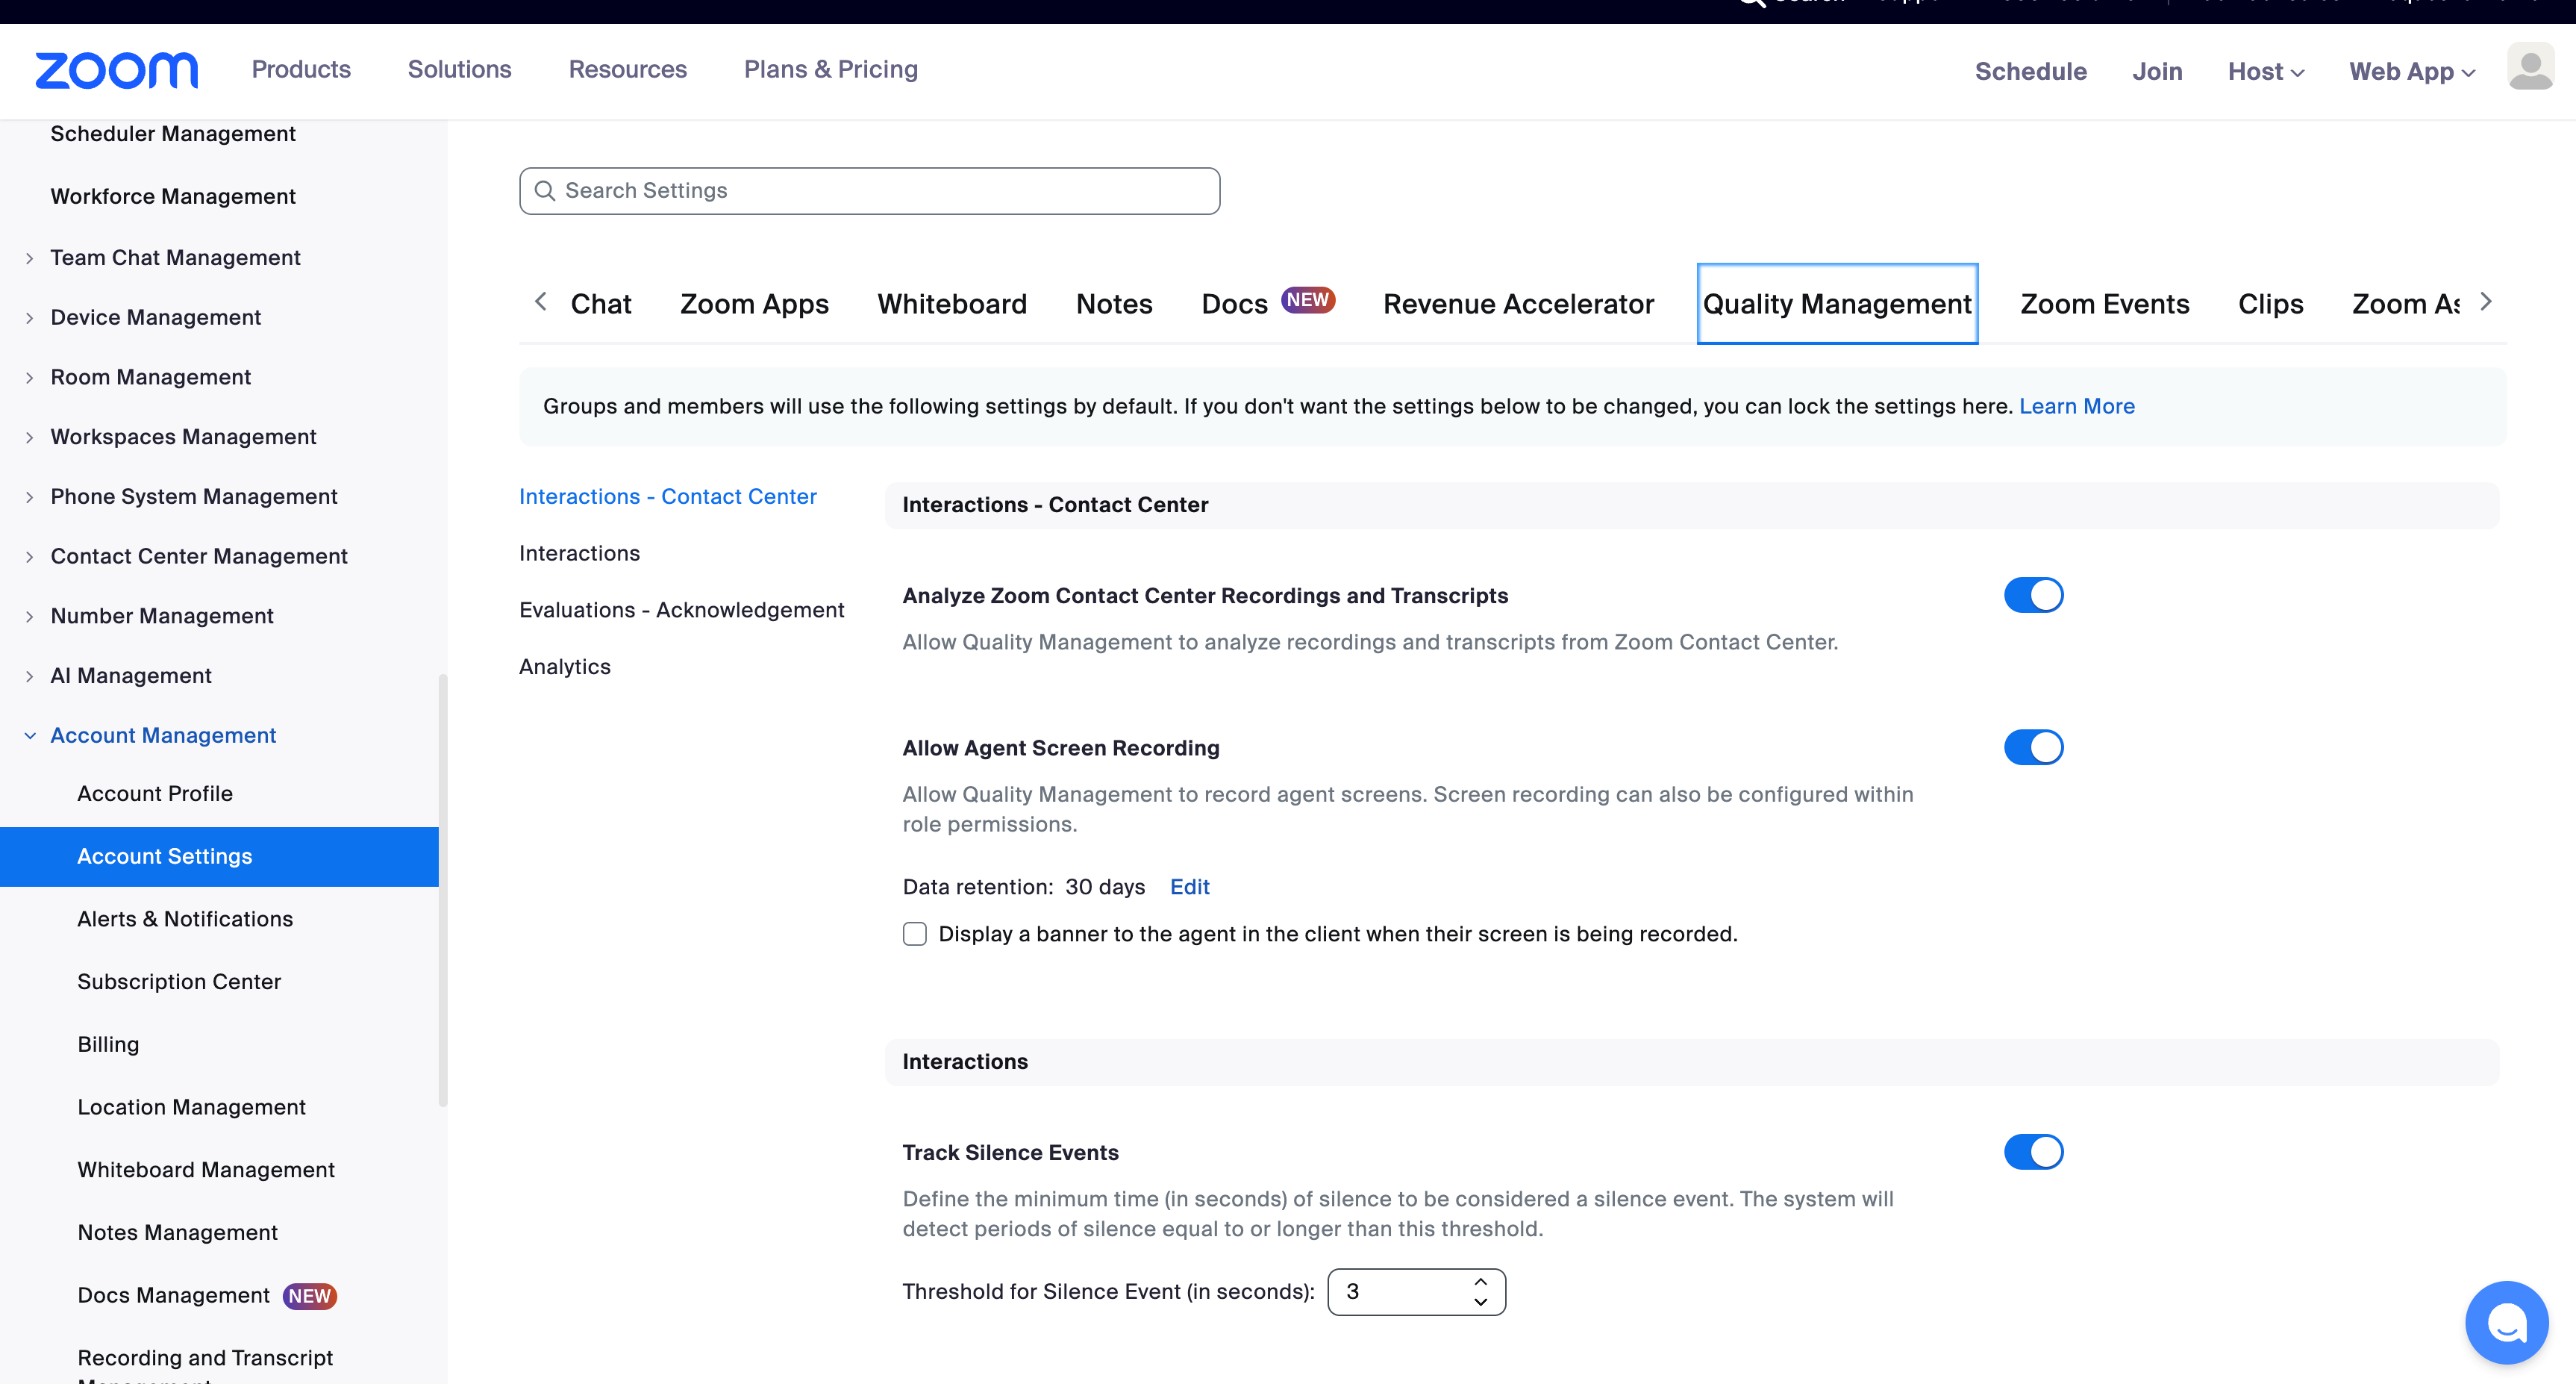 zoom
Products
Solutions
Resources
Plans & Pricing
Schedule
Join
Host
Web App
Scheduler Management
Workforce Management
Team Chat Management
Device Management
Room Management
Workspaces Management
Phone System Management
Contact Center Management
Number Management
AI Management
Account Management
Account Profile
Account Settings
Alerts & Notifications
Subscription Center
Billing
Location Management
Whiteboard Management
Notes Management
Docs Management NEW
Recording and Transcript
Search Settings
Chat
Zoom Apps
Whiteboard
Notes
Docs NEW
Revenue Accelerator
Quality Management
Zoom Events
Clips
Zoom
Groups and members will use the following settings by default. If you don't want the settings below to be changed, you can lock the settings here. Learn More
Interactions - Contact Center
Interactions
Evaluations - Acknowledgement
Analytics
Interactions - Contact Center
Analyze Zoom Contact Center Recordings and Transcripts
Allow Quality Management to analyze recordings and transcripts from Zoom Contact Center.
Allow Agent Screen Recording
Allow Quality Management to record agent screens. Screen recording can also be configured within
role permissions.
Data retention: 30 days Edit
Display a banner to the agent in the client when their screen is being recorded.
Interactions
Track Silence Events
Define the minimum time (in seconds) of silence to be considered a silence event. The system will
detect periods of silence equal to or longer than this threshold.
Threshold for Silence Event (in seconds): 3